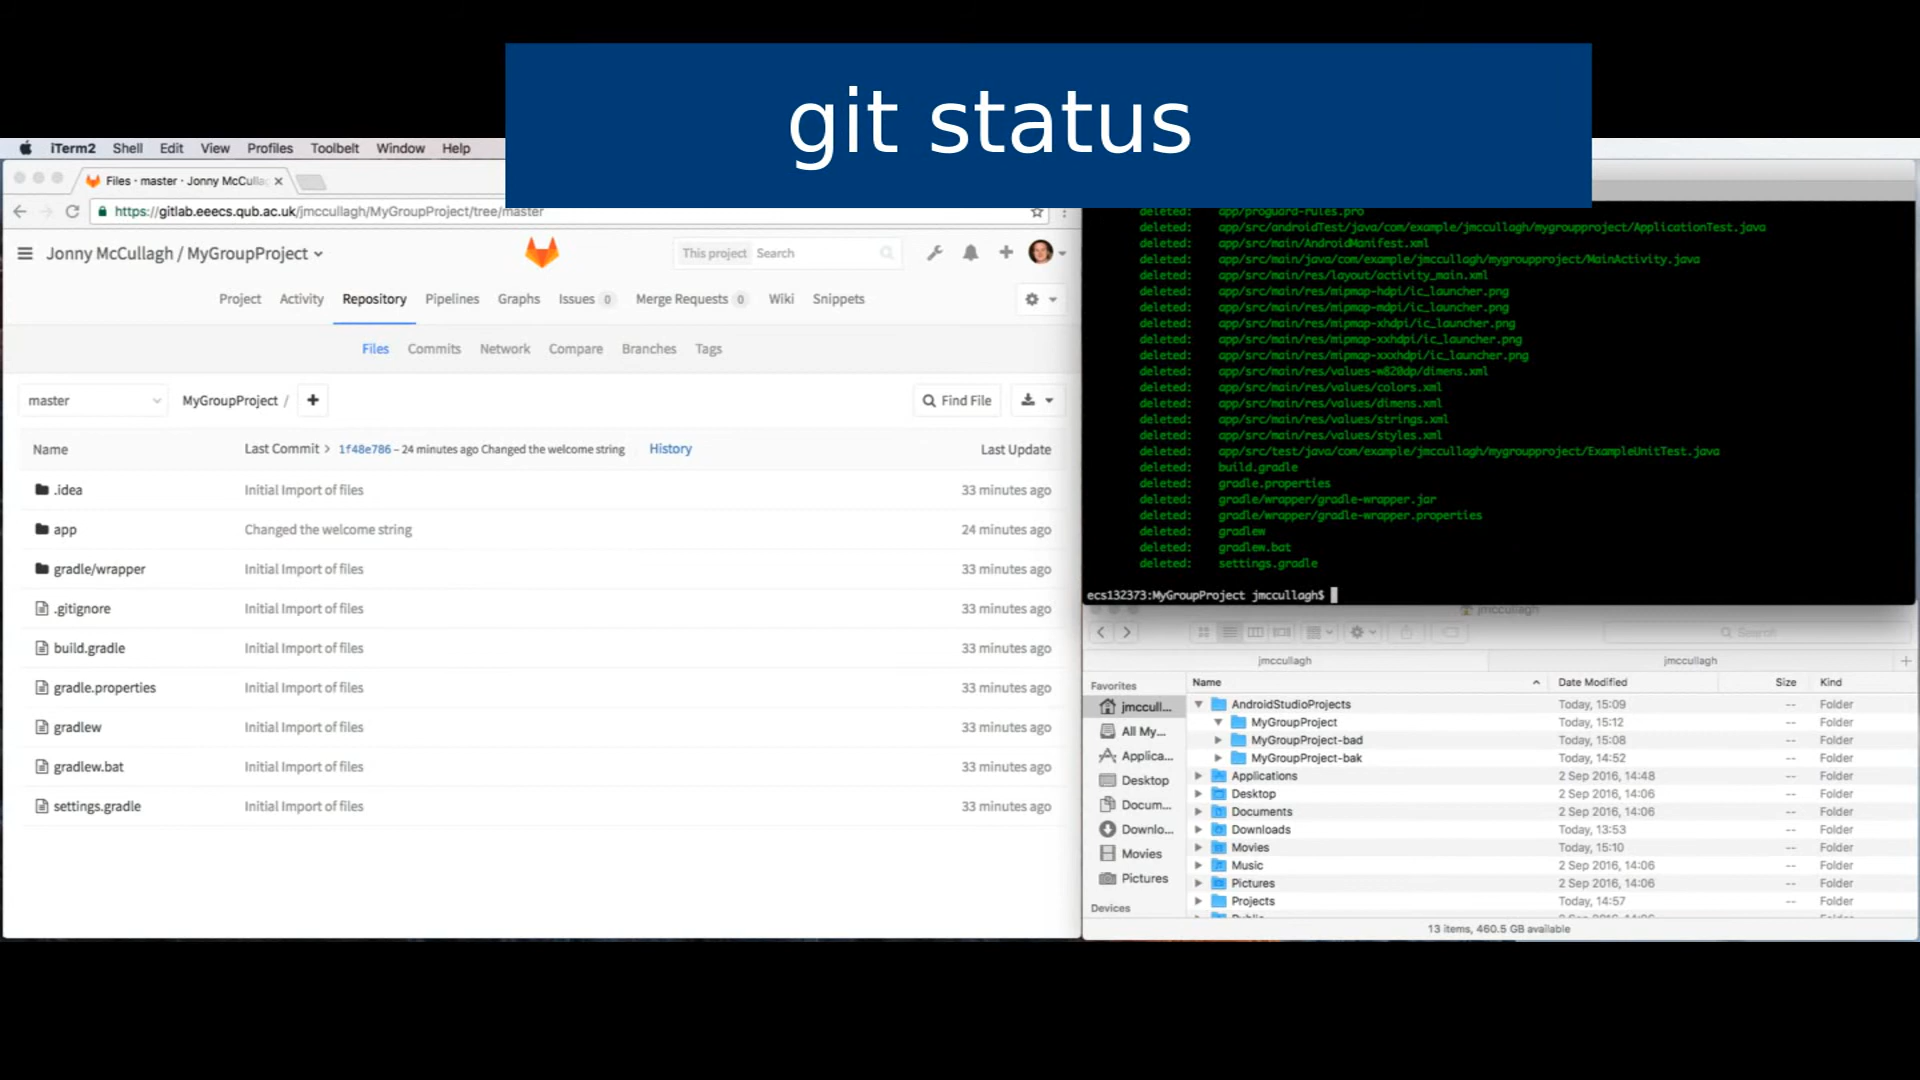 git status
iTerm2 Shell Edit View Profiles Toolbelt Window Help
Files · master · Jonny McCulla
https://gitlab.eeecs.qub.ac.uk/jmccullagh/MyGroupProject/tree/master
Jonny McCullagh / MyGroupProject
This project Search
Project Activity Repository Pipelines Graphs Issues 0 Merge Requests 0 Wiki Snippets
Files Commits Network Compare Branches Tags
master MyGroupProject / + Find File
Name Last Commit > 1f48e786 – 24 minutes ago Changed the welcome string History Last Update
.idea Initial Import of files 33 minutes ago
app Changed the welcome string 24 minutes ago
gradle/wrapper Initial Import of files 33 minutes ago
.gitignore Initial Import of files 33 minutes ago
build.gradle Initial Import of files 33 minutes ago
gradle.properties Initial Import of files 33 minutes ago
gradlew Initial Import of files 33 minutes ago
gradlew.bat Initial Import of files 33 minutes ago
settings.gradle Initial Import of files 33 minutes ago
deleted: app/proguard-rules.pro
deleted: app/src/androidTest/java/com/example/jmccullagh/mygroupproject/ApplicationTest.java
deleted: app/src/main/AndroidManifest.xml
deleted: app/src/main/java/com/example/jmccullagh/mygroupproject/MainActivity.java
deleted: app/src/main/res/layout/activity_main.xml
deleted: app/src/main/res/mipmap-hdpi/ic_launcher.png
deleted: app/src/main/res/mipmap-mdpi/ic_launcher.png
deleted: app/src/main/res/mipmap-xhdpi/ic_launcher.png
deleted: app/src/main/res/mipmap-xxhdpi/ic_launcher.png
deleted: app/src/main/res/mipmap-xxxhdpi/ic_launcher.png
deleted: app/src/main/res/values-w820dp/dimens.xml
deleted: app/src/main/res/values/colors.xml
deleted: app/src/main/res/values/dimens.xml
deleted: app/src/main/res/values/strings.xml
deleted: app/src/main/res/values/styles.xml
deleted: app/src/test/java/com/example/jmccullagh/mygroupproject/ExampleUnitTest.java
deleted: build.gradle
deleted: gradle.properties
deleted: gradle/wrapper/gradle-wrapper.jar
deleted: gradle/wrapper/gradle-wrapper.properties
deleted: gradlew
deleted: gradlew.bat
deleted: settings.gradle
ecs132373:MyGroupProject jmccullagh$
jmccullagh
Search
jmccullagh jmccullagh
Favorites
jmccull...
All My...
Applica...
Desktop
Docum...
Downlo...
Movies
Pictures
Devices
Name Date Modified Size Kind
AndroidStudioProjects Today, 15:09 -- Folder
MyGroupProject Today, 15:12 -- Folder
MyGroupProject-bad Today, 15:08 -- Folder
MyGroupProject-bak Today, 14:52 -- Folder
Applications 2 Sep 2016, 14:48 -- Folder
Desktop 2 Sep 2016, 14:06 -- Folder
Documents 2 Sep 2016, 14:06 -- Folder
Downloads Today, 13:53 -- Folder
Movies Today, 15:10 -- Folder
Music 2 Sep 2016, 14:06 -- Folder
Pictures 2 Sep 2016, 14:06 -- Folder
Projects Today, 14:57 -- Folder
13 items, 460.5 GB available